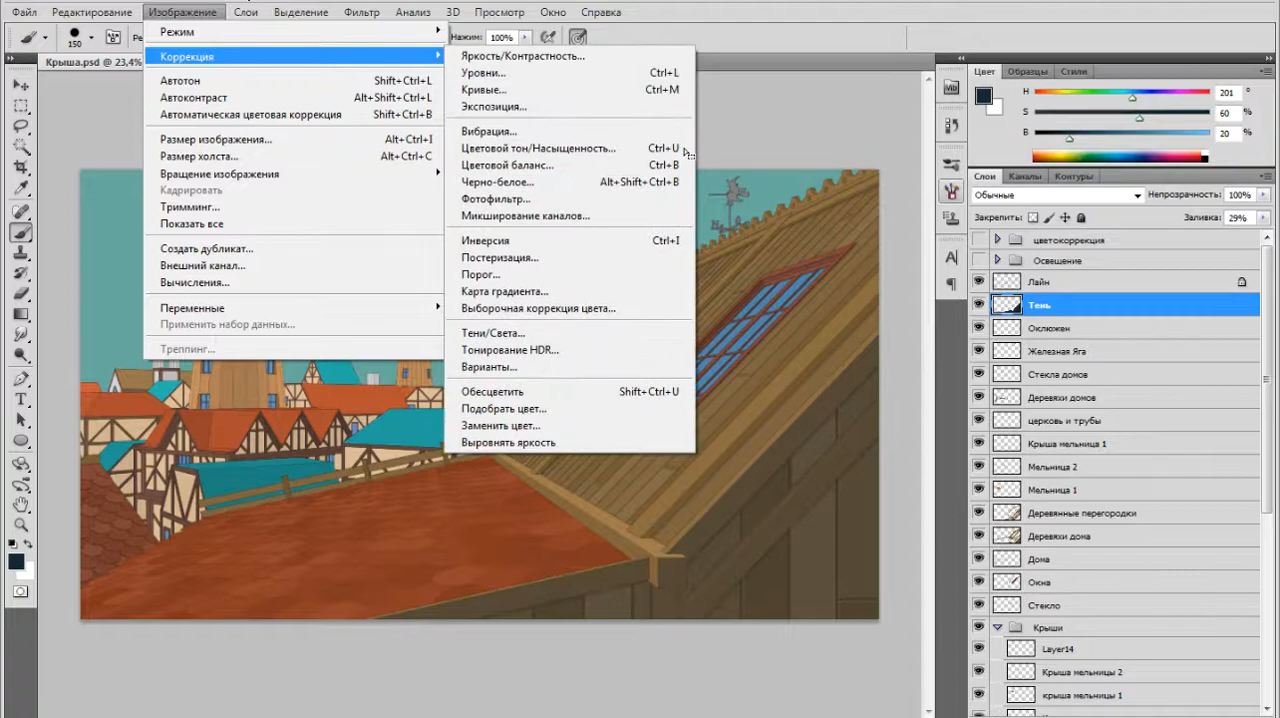 Файл Редактирование Изображение Слои Выделение Фильтр Анализ 3D Просмотр Окно Справка
150 Нажим: 100%
Крыша.psd @ 23,4%
Режим
Коррекция
Автотон Shift+Ctrl+L
Автоконтраст Alt+Shift+Ctrl+L
Автоматическая цветовая коррекция Shift+Ctrl+B
Размер изображения... Alt+Ctrl+I
Размер холста... Alt+Ctrl+C
Вращение изображения
Кадрировать
Тримминг...
Показать все
Создать дубликат...
Внешний канал...
Вычисления...
Переменные
Применить набор данных...
Треппинг...
Яркость/Контрастность...
Уровни... Ctrl+L
Кривые... Ctrl+M
Экспозиция...
Вибрация...
Цветовой тон/Насыщенность... Ctrl+U
Цветовой баланс... Ctrl+B
Черно-белое... Alt+Shift+Ctrl+B
Фотофильтр...
Микширование каналов...
Инверсия Ctrl+I
Постеризация...
Порог...
Карта градиента...
Выборочная коррекция цвета...
Тени/Света...
Тонирование HDR...
Варианты...
Обесцветить Shift+Ctrl+U
Подобрать цвет...
Заменить цвет...
Выровнять яркость
Цвет Образцы Стили
H 201 °
S 60 %
B 20 %
Слои Каналы Контуры
Обычные Непрозрачность: 100%
Закрепить: Заливка: 29%
цветокоррекция
Освещение
Лайн
Тень
Оклюжен
Железная Яга
Стекла домов
Деревяхи домов
церковь и трубы
Крыша мельница 1
Мельница 2
Мельница 1
Деревянные перегородки
Деревяхи дома
Дома
Окна
Стекло
Крыши
Layer14
Крыша мельницы 2
крыша мельницы 1